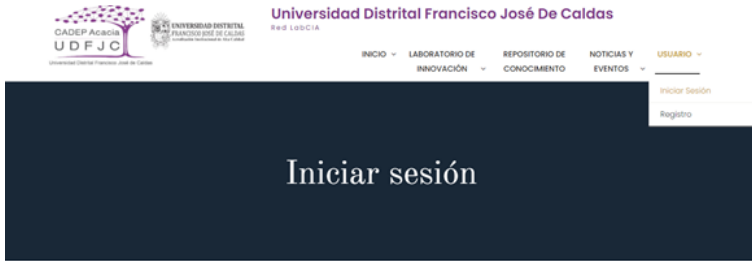 CADEP Acacia
U D F J C
Universidad Distrital Francisco José de Caldas
UNIVERSIDAD DISTRITAL
FRANCISCO JOSÉ DE CALDAS
Universidad Distrital Francisco José De Caldas
Red LabCIA
INICIO
LABORATORIO DE
INNOVACIÓN
REPOSITORIO DE
CONOCIMIENTO
NOTICIAS Y
EVENTOS
USUARIO
Iniciar Sesión
Registro
Iniciar sesión